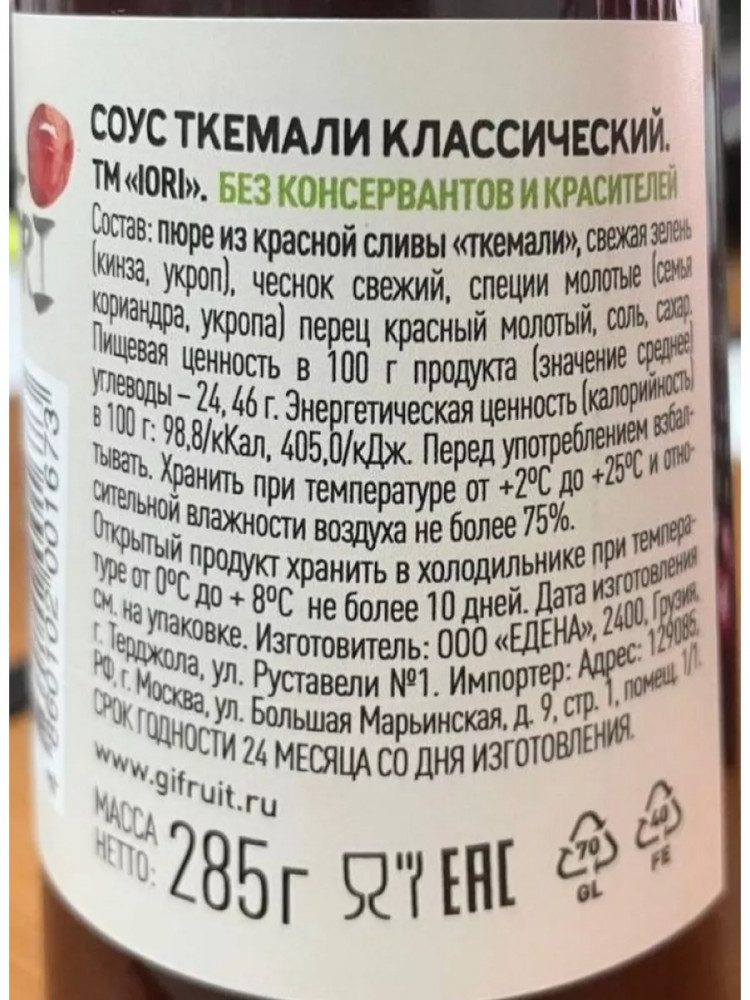 СОУС ТКЕМАЛИ КЛАССИЧЕСКИЙ.
ТМ «IORI». БЕЗ КОНСЕРВАНТОВ И КРАСИТЕЛЕЙ
Состав: пюре из красной сливы «ткемали», свежая зелень
(кинза, укроп), чеснок свежий, специи молотые (семья
кориандра, укропа) перец красный молотый, соль, сахар.
Пищевая ценность в 100 г продукта (значение среднее)
углеводы – 24, 46 г. Энергетическая ценность (калорийность)
в 100 г: 98,8/кКал, 405,0/кДж. Перед употреблением взбал-
тывать. Хранить при температуре от +2ºС до +25ºС и отно-
сительной влажности воздуха не более 75%.
Открытый продукт хранить в холодильнике при темпера-
туре от 0ºС до + 8ºС не более 10 дней. Дата изготовления
см. на упаковке. Изготовитель: ООО «ЕДЕНА», 2400, Грузия,
г. Терджола, ул. Руставели №1. Импортер: Адрес: 129085,
РФ, г. Москва, ул. Большая Марьинская, д. 9, стр. 1, помещ. 1/1.
СРОК ГОДНОСТИ 24 МЕСЯЦА СО ДНЯ ИЗГОТОВЛЕНИЯ.
www.gifruit.ru
МАССА
НЕТТО: 285г
EAC
70
GL
40
FE